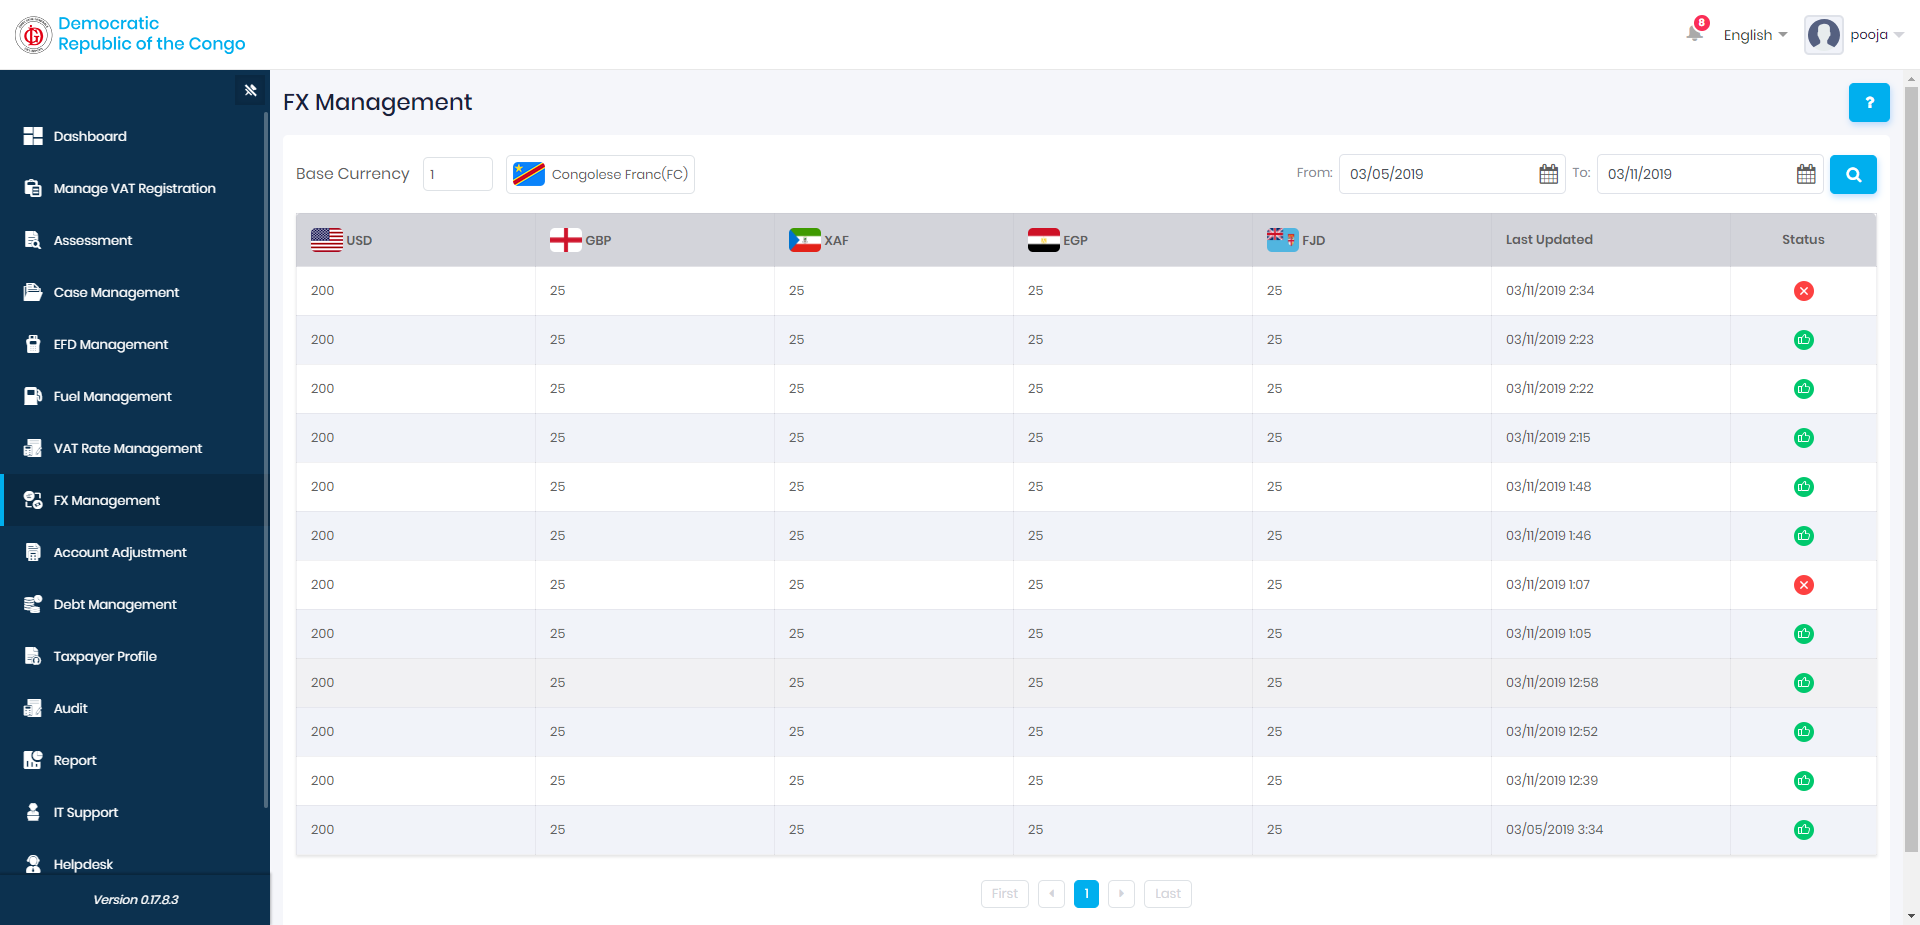 Democratic
Republic of the Congo
8
English
pooja
Dashboard
Manage VAT Registration
Assessment
Case Management
EFD Management
Fuel Management
VAT Rate Management
FX Management
Account Adjustment
Debt Management
Taxpayer Profile
Audit
Report
IT Support
Helpdesk
Version 0.17.8.3
FX Management
?
Base Currency 1 Congolese Franc(FC) From: 03/05/2019 To: 03/11/2019
USD GBP XAF EGP FJD Last Updated Status
200 25 25 25 25 03/11/2019 2:34
200 25 25 25 25 03/11/2019 2:23
200 25 25 25 25 03/11/2019 2:22
200 25 25 25 25 03/11/2019 2:15
200 25 25 25 25 03/11/2019 1:48
200 25 25 25 25 03/11/2019 1:46
200 25 25 25 25 03/11/2019 1:07
200 25 25 25 25 03/11/2019 1:05
200 25 25 25 25 03/11/2019 12:58
200 25 25 25 25 03/11/2019 12:52
200 25 25 25 25 03/11/2019 12:39
200 25 25 25 25 03/05/2019 3:34
First 1 Last